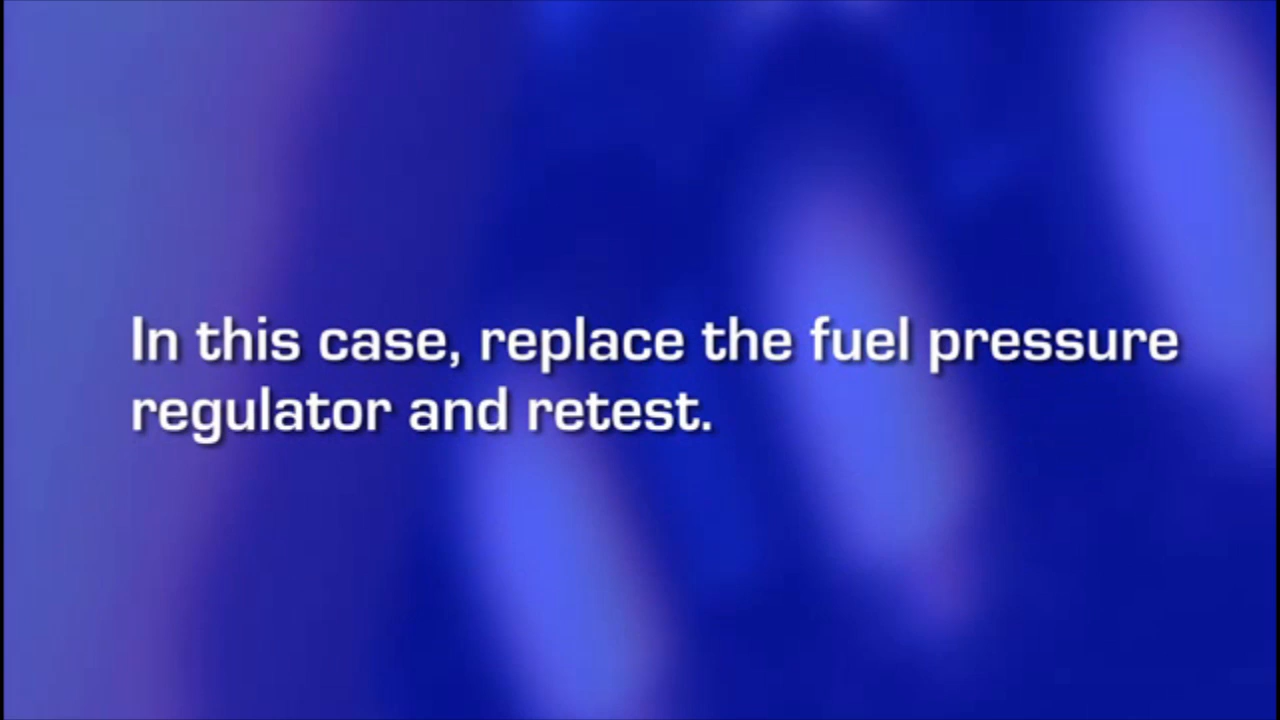 In this case, replace the fuel pressure
regulator and retest.